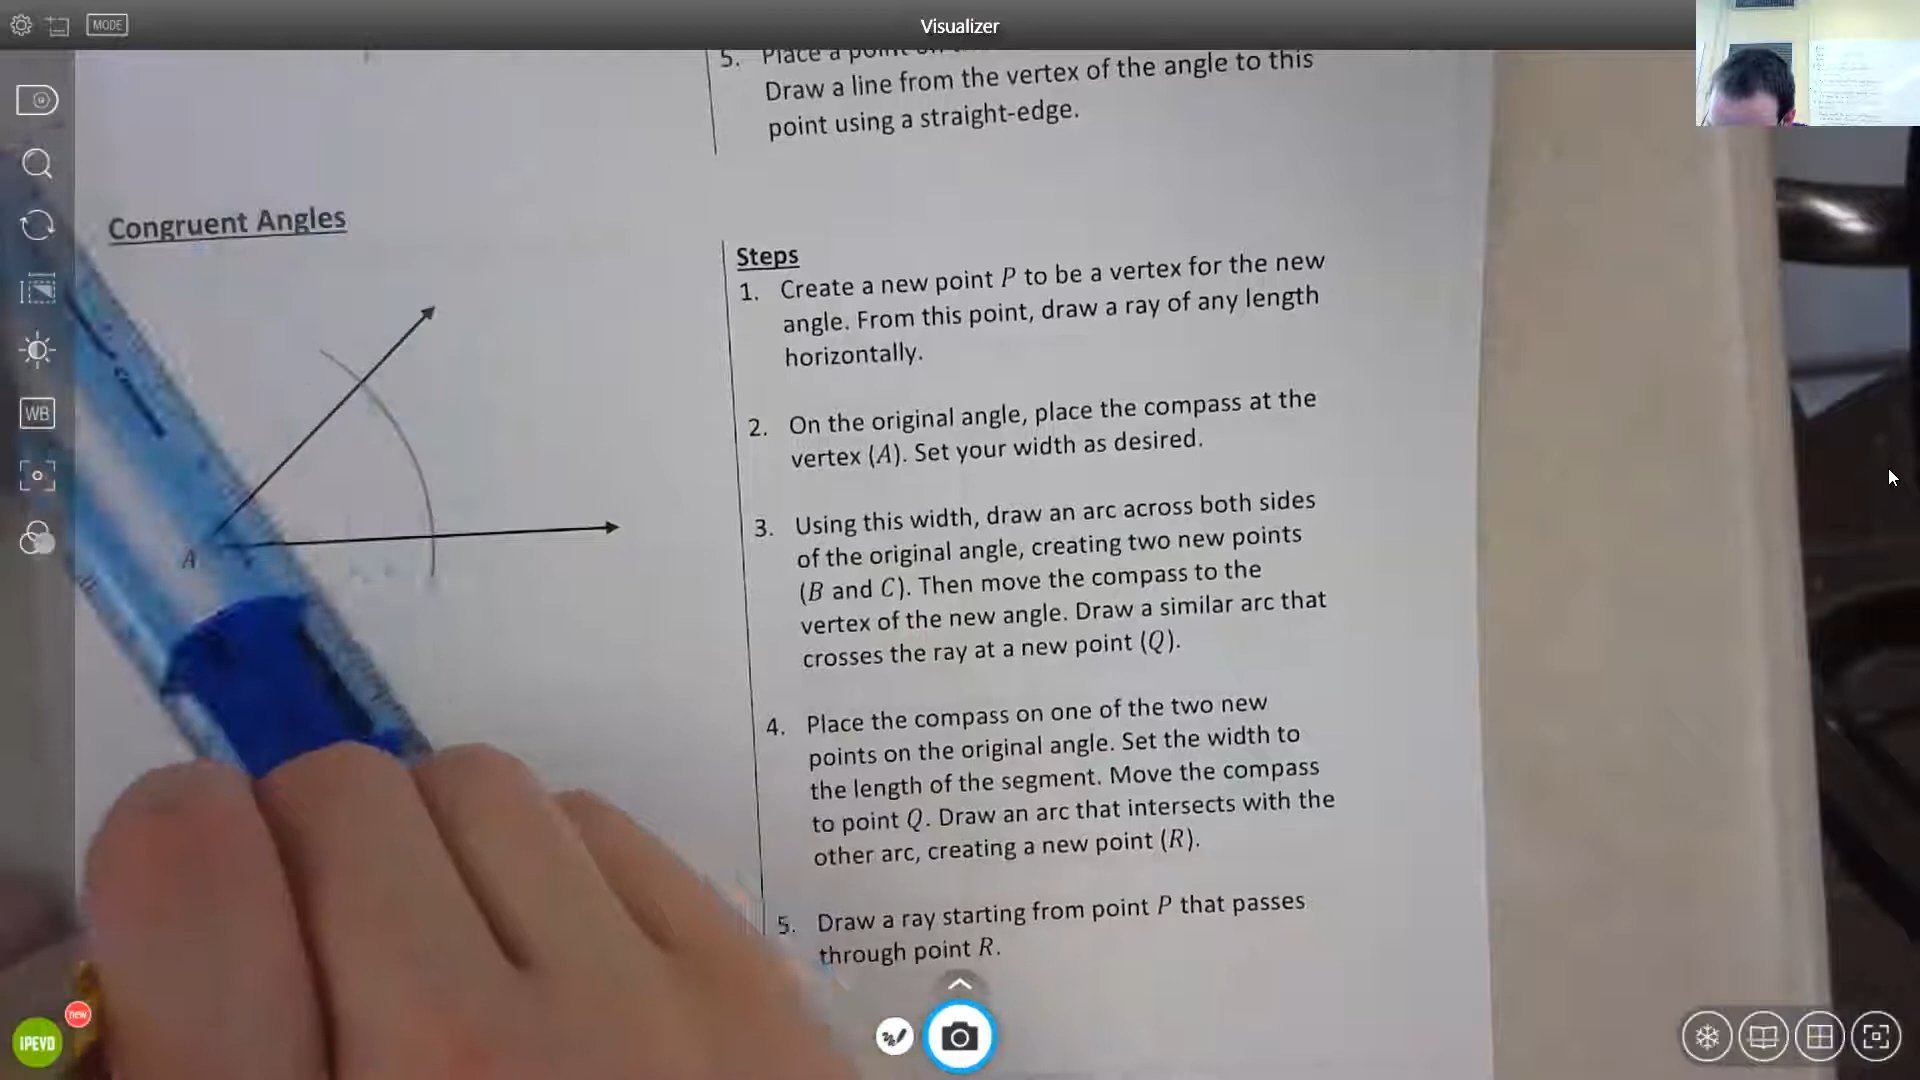 MODE
Visualizer
5. Place a point on
Draw a line from the vertex of the angle to this
point using a straight-edge.
Congruent Angles
A
Steps
1. Create a new point P to be a vertex for the new
angle. From this point, draw a ray of any length
horizontally.
2. On the original angle, place the compass at the
vertex (A). Set your width as desired.
3. Using this width, draw an arc across both sides
of the original angle, creating two new points
(B and C). Then move the compass to the
vertex of the new angle. Draw a similar arc that
crosses the ray at a new point (Q).
4. Place the compass on one of the two new
points on the original angle. Set the width to
the length of the segment. Move the compass
to point Q. Draw an arc that intersects with the
other arc, creating a new point (R).
5. Draw a ray starting from point P that passes
through point R.
WB
new
IPEVO